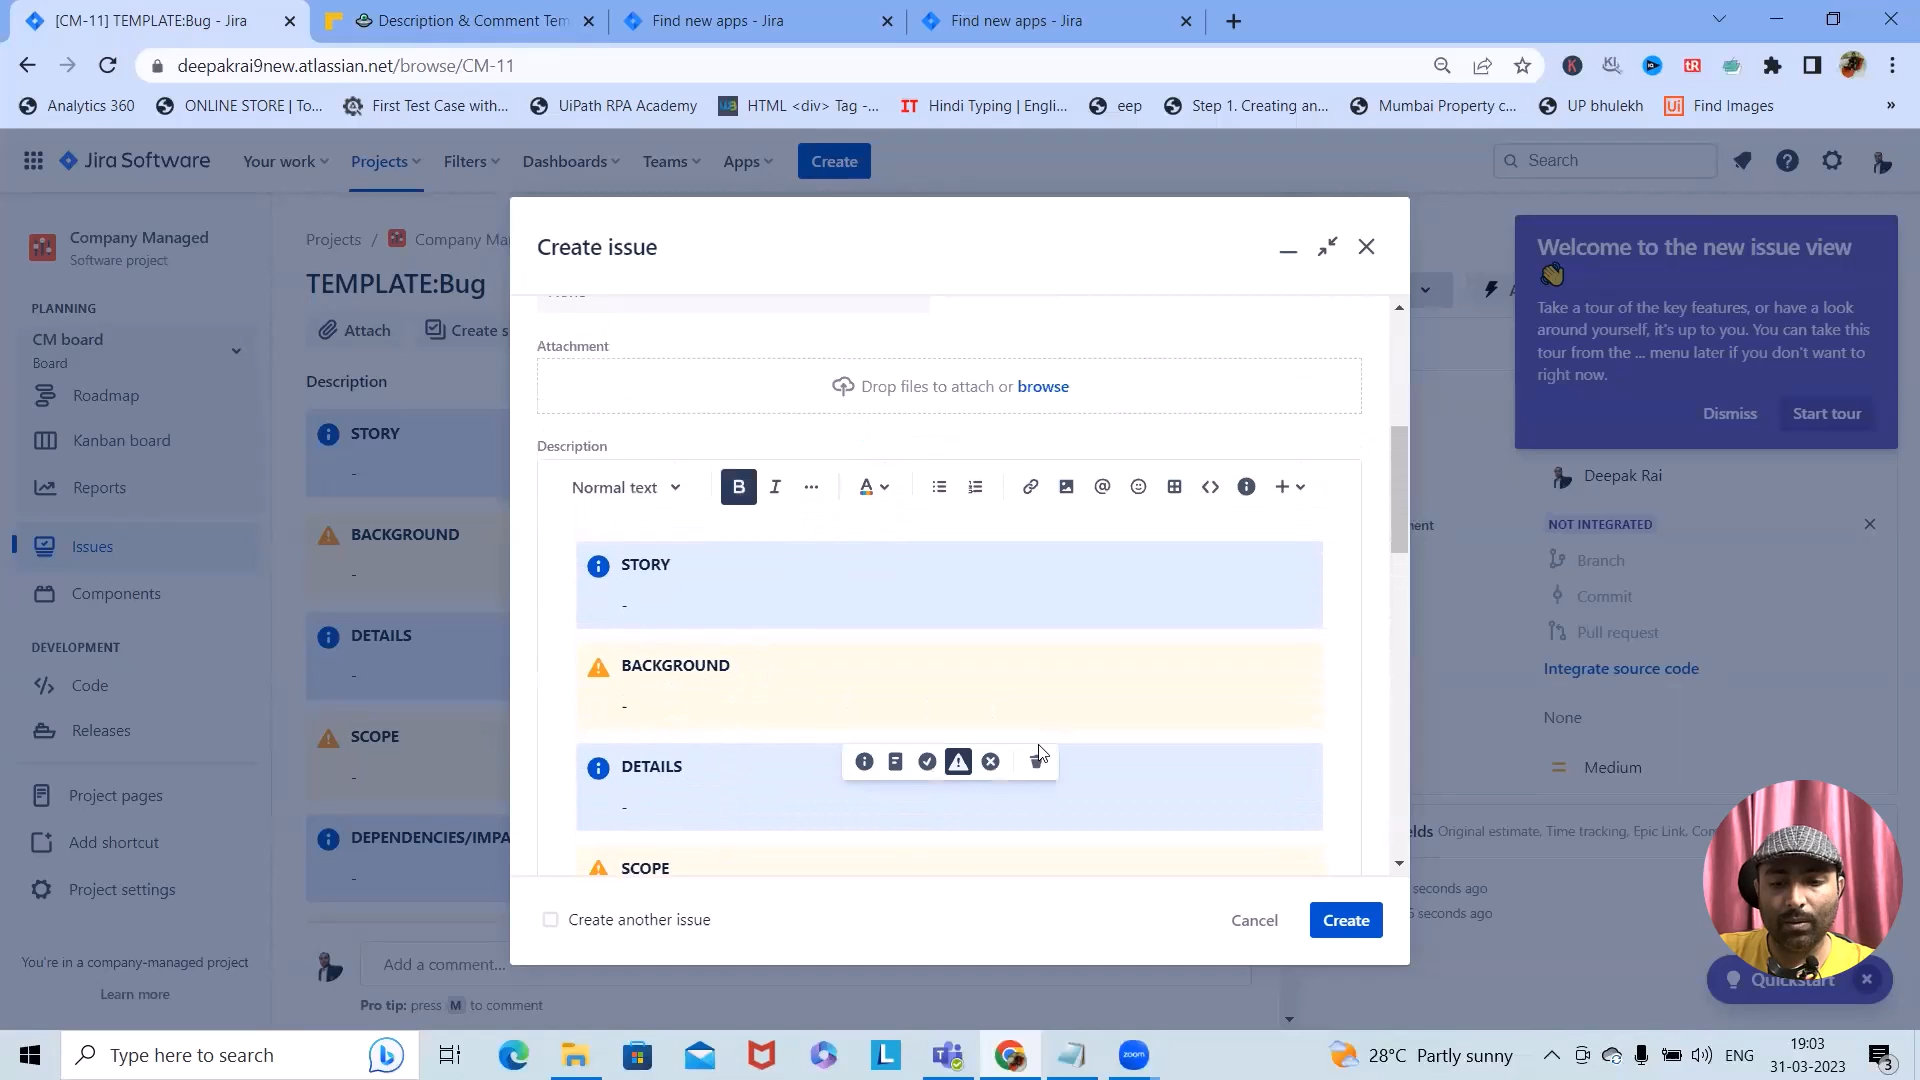 [CM-11] TEMPLATE:Bug - Jira
Description & Comment Tem
Find new apps - Jira
Find new apps - Jira
deepakrai9new.atlassian.net/browse/CM-11
Analytics 360
ONLINE STORE | To...
First Test Case with...
UiPath RPA Academy
HTML <div> Tag -...
IT Hindi Typing | Engli...
eep
Step 1. Creating an...
Mumbai Property c...
UP bhulekh
Find Images
»
Jira Software
Your work
Projects
Filters
Dashboards
Teams
Apps
Create
Search
Company Managed
Software project
PLANNING
CM board
Board
Roadmap
Kanban board
Reports
Issues
Components
DEVELOPMENT
Code
Releases
Project pages
Add shortcut
Project settings
You're in a company-managed project
Learn more
Projects / Company Ma
TEMPLATE:Bug
Attach
Create s
Description
STORY
-
BACKGROUND
-
DETAILS
-
SCOPE
-
DEPENDENCIES/IMPA
-
Add a comment...
Pro tip: press M to comment
Create issue
Attachment
Drop files to attach or browse
Description
Normal text
B I ...
STORY
-
BACKGROUND
-
DETAILS
-
SCOPE
Create another issue
Cancel
Create
Welcome to the new issue view
Take a tour of the key features, or have a look
around yourself, it's up to you. You can take this
tour from the ... menu later if you don't want to
right now.
Dismiss
Start tour
Deepak Rai
NOT INTEGRATED
Branch
Commit
Pull request
Integrate source code
None
Medium
Original estimate, Time tracking, Epic Link, Com
seconds ago
seconds ago
Quickstart
Type here to search
zoom
28°C Partly sunny
ENG
19:03
31-03-2023
3